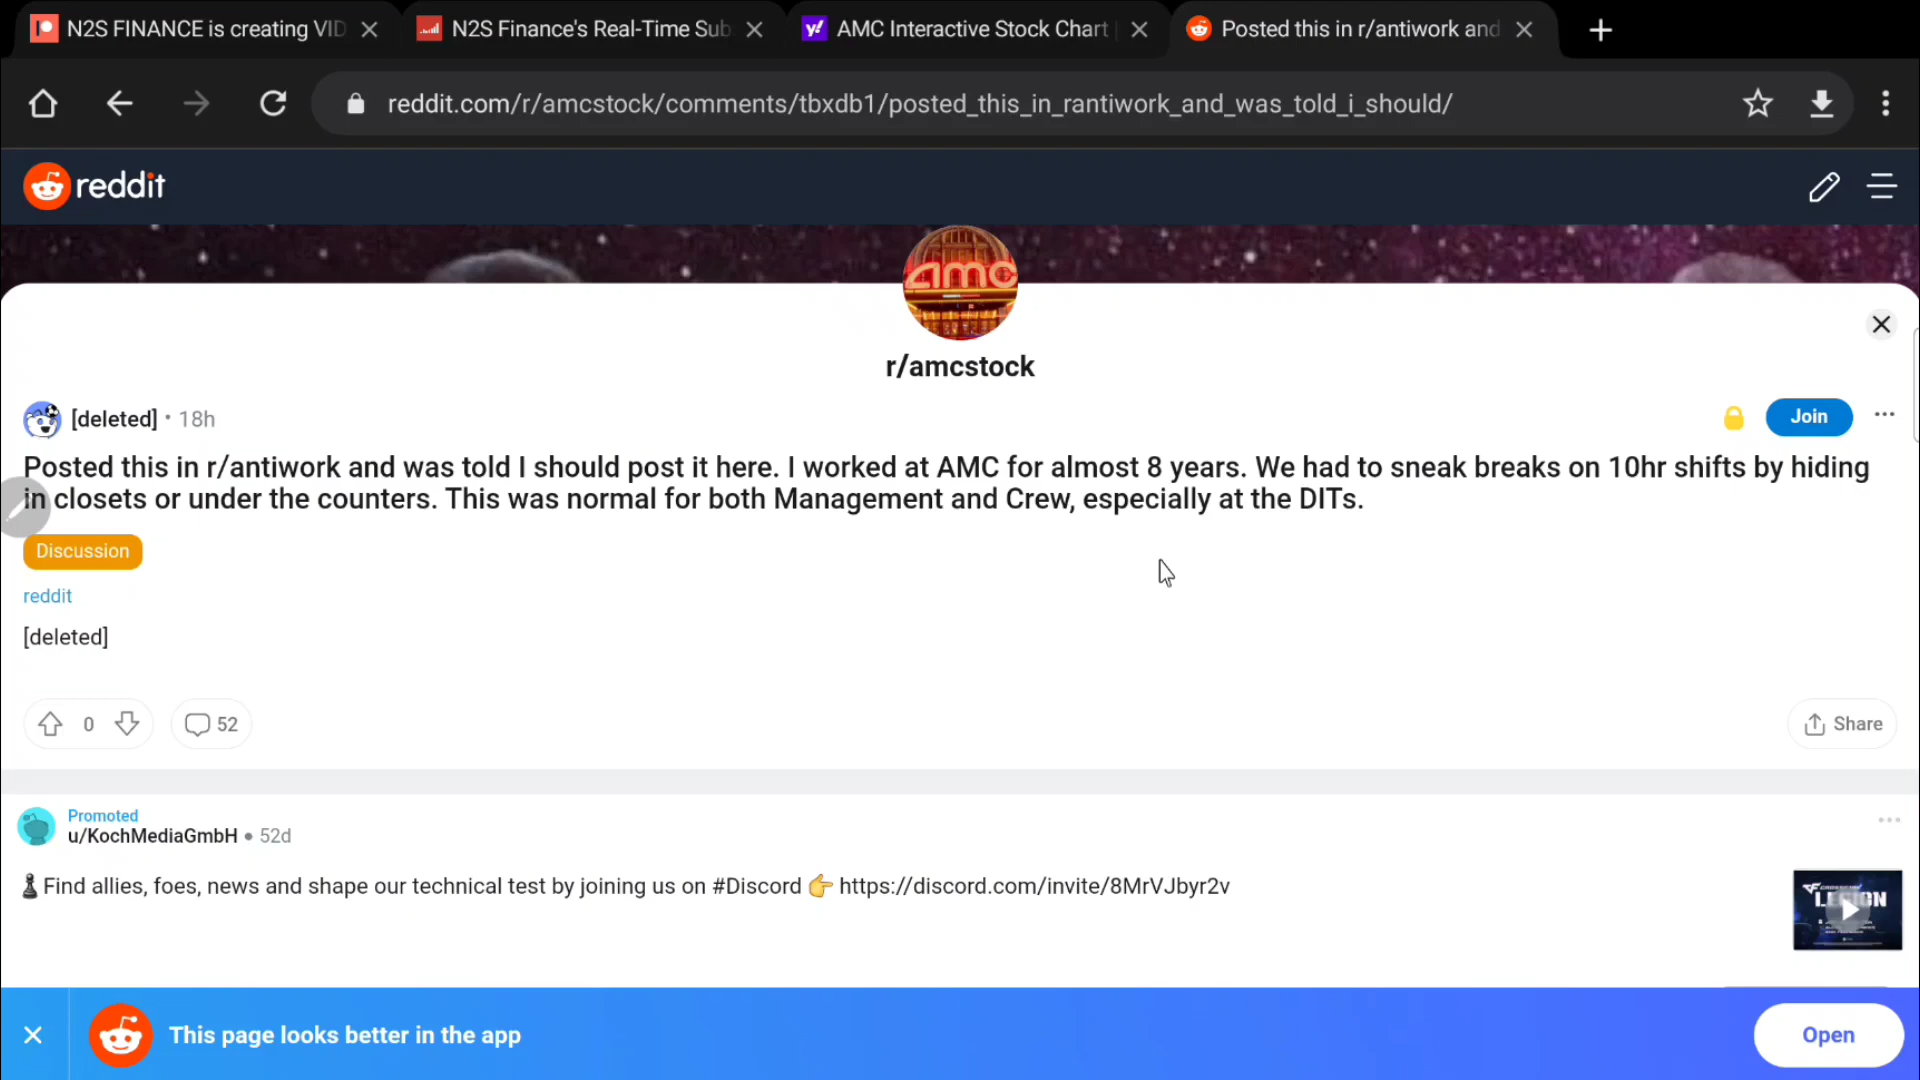 N2S FINANCE is creating VID
N2S Finance's Real-Time Sub
y! AMC Interactive Stock Chart
Posted this in r/antiwork and
reddit.com/r/amcstock/comments/tbxdb1/posted_this_in_rantiwork_and_was_told_i_should/
reddit
amc
r/amcstock
[deleted] • 18h
Join
Posted this in r/antiwork and was told I should post it here. I worked at AMC for almost 8 years. We had to sneak breaks on 10hr shifts by hiding
in closets or under the counters. This was normal for both Management and Crew, especially at the DITs.
Discussion
reddit
[deleted]
0
52
Share
Promoted
u/KochMediaGmbH • 52d
Find allies, foes, news and shape our technical test by joining us on #Discord 👉 https://discord.com/invite/8MrVJbyr2v
LEGION
This page looks better in the app
Open